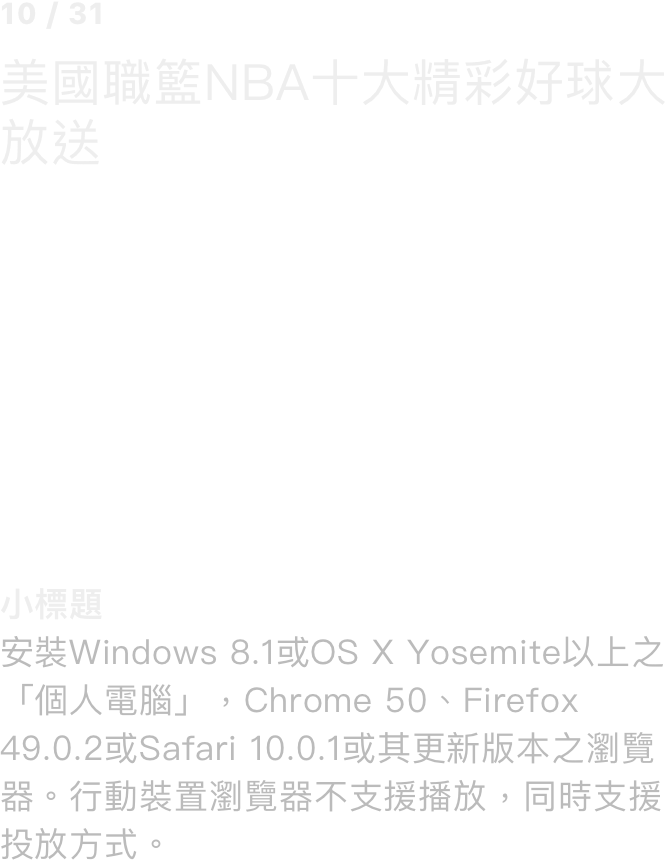 10 / 31
美國職籃NBA十大精彩好球大
放送
小標題
安裝Windows 8.1或OS X Yosemite以上之
「個人電腦」，Chrome 50、Firefox
49.0.2或Safari 10.0.1或其更新版本之瀏覽
器。行動裝置瀏覽器不支援播放，同時支援
投放方式。